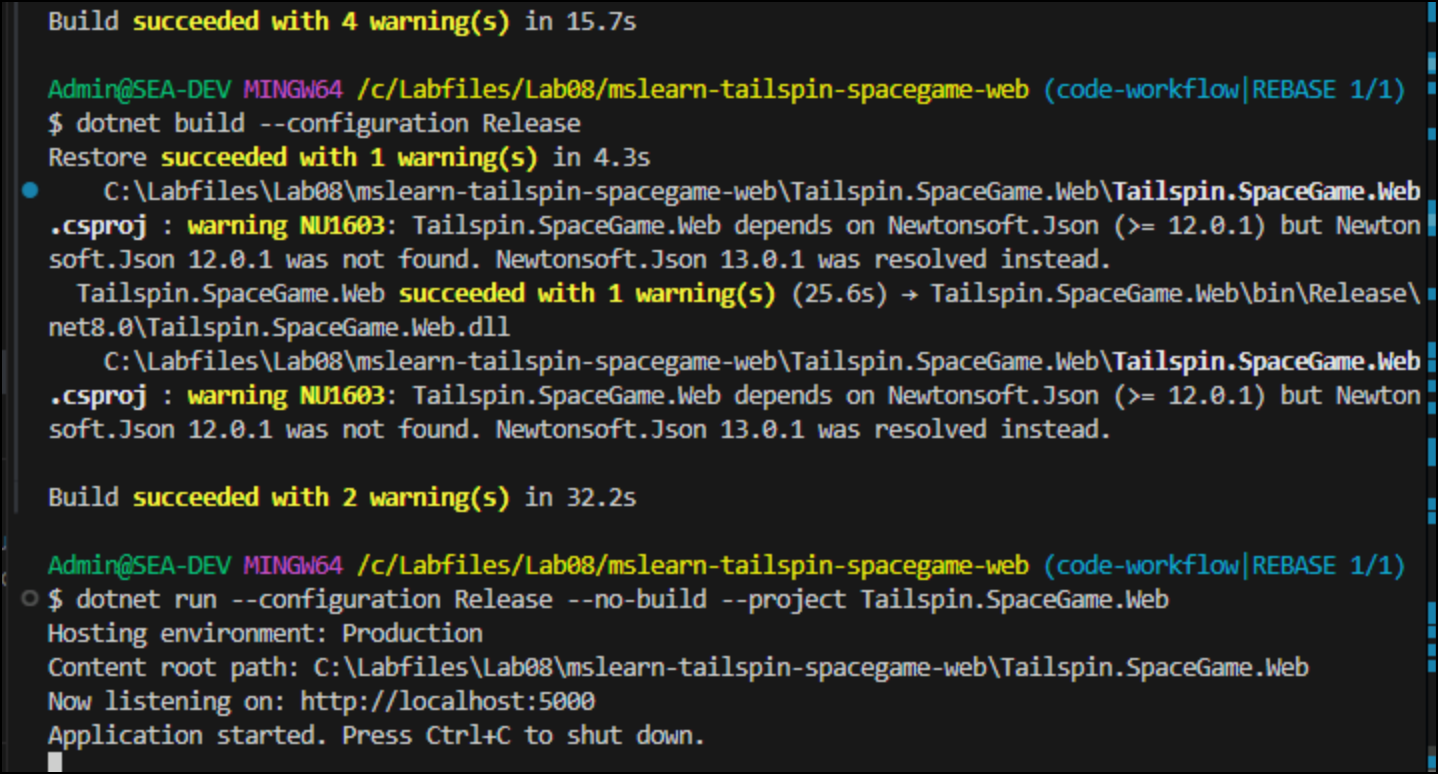 Build succeeded with 4 warning(s) in 15.7s
Admin@SEA-DEV MINGW64 /c/Labfiles/Lab08/mslearn-tailspin-spacegame-web (code-workflow|REBASE 1/1)
$ dotnet build --configuration Release
Restore succeeded with 1 warning(s) in 4.3s
C:\Labfiles\Lab08\mslearn-tailspin-spacegame-web\Tailspin.SpaceGame.Web\Tailspin.SpaceGame.Web
.csproj : warning NU1603: Tailspin.SpaceGame.Web depends on Newtonsoft.Json (>= 12.0.1) but Newton
soft.Json 12.0.1 was not found. Newtonsoft.Json 13.0.1 was resolved instead.
Tailspin.SpaceGame.Web succeeded with 1 warning(s) (25.6s) → Tailspin.SpaceGame.Web\bin\Release\
net8.0\Tailspin.SpaceGame.Web.dll
C:\Labfiles\Lab08\mslearn-tailspin-spacegame-web\Tailspin.SpaceGame.Web\Tailspin.SpaceGame.Web
.csproj : warning NU1603: Tailspin.SpaceGame.Web depends on Newtonsoft.Json (>= 12.0.1) but Newton
soft.Json 12.0.1 was not found. Newtonsoft.Json 13.0.1 was resolved instead.
Build succeeded with 2 warning(s) in 32.2s
Admin@SEA-DEV MINGW64 /c/Labfiles/Lab08/mslearn-tailspin-spacegame-web (code-workflow|REBASE 1/1)
$ dotnet run --configuration Release --no-build --project Tailspin.SpaceGame.Web
Hosting environment: Production
Content root path: C:\Labfiles\Lab08\mslearn-tailspin-spacegame-web\Tailspin.SpaceGame.Web
Now listening on: http://localhost:5000
Application started. Press Ctrl+C to shut down.